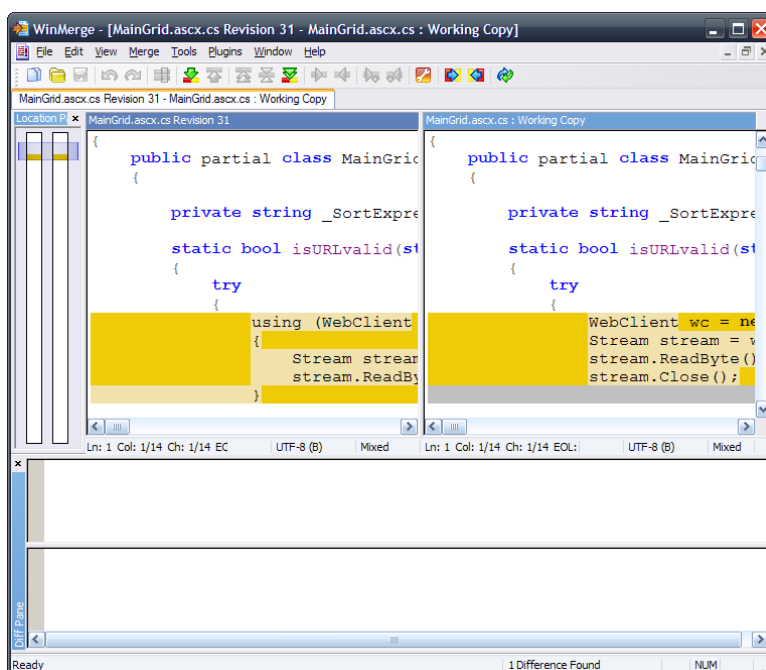 WinMerge - [MainGrid.ascx.cs Revision 31 - MainGrid.ascx.cs : Working Copy]
File Edit View Merge Tools Plugins Window Help
MainGrid.ascx.cs Revision 31 - MainGrid.ascx.cs : Working Copy
Location P
MainGrid.ascx.cs Revision 31
{
public partial class MainGric
{
private string _SortExpre
static bool isURLvalid(st
{
try
{
using (WebClient
{
Stream stream
stream.ReadBy
}
Ln: 1 Col: 1/14 Ch: 1/14 EC
UTF-8 (B)
Mixed
MainGrid.ascx.cs : Working Copy
{
public partial class MainGric
{
private string _SortExpre
static bool isURLvalid(st
{
try
{
WebClient wc = ne
Stream stream = w
stream.ReadByte()
stream.Close();
Ln: 1 Col: 1/14 Ch: 1/14 EOL:
UTF-8 (B)
Mixed
Diff Pane
Ready
1 Difference Found
NUM